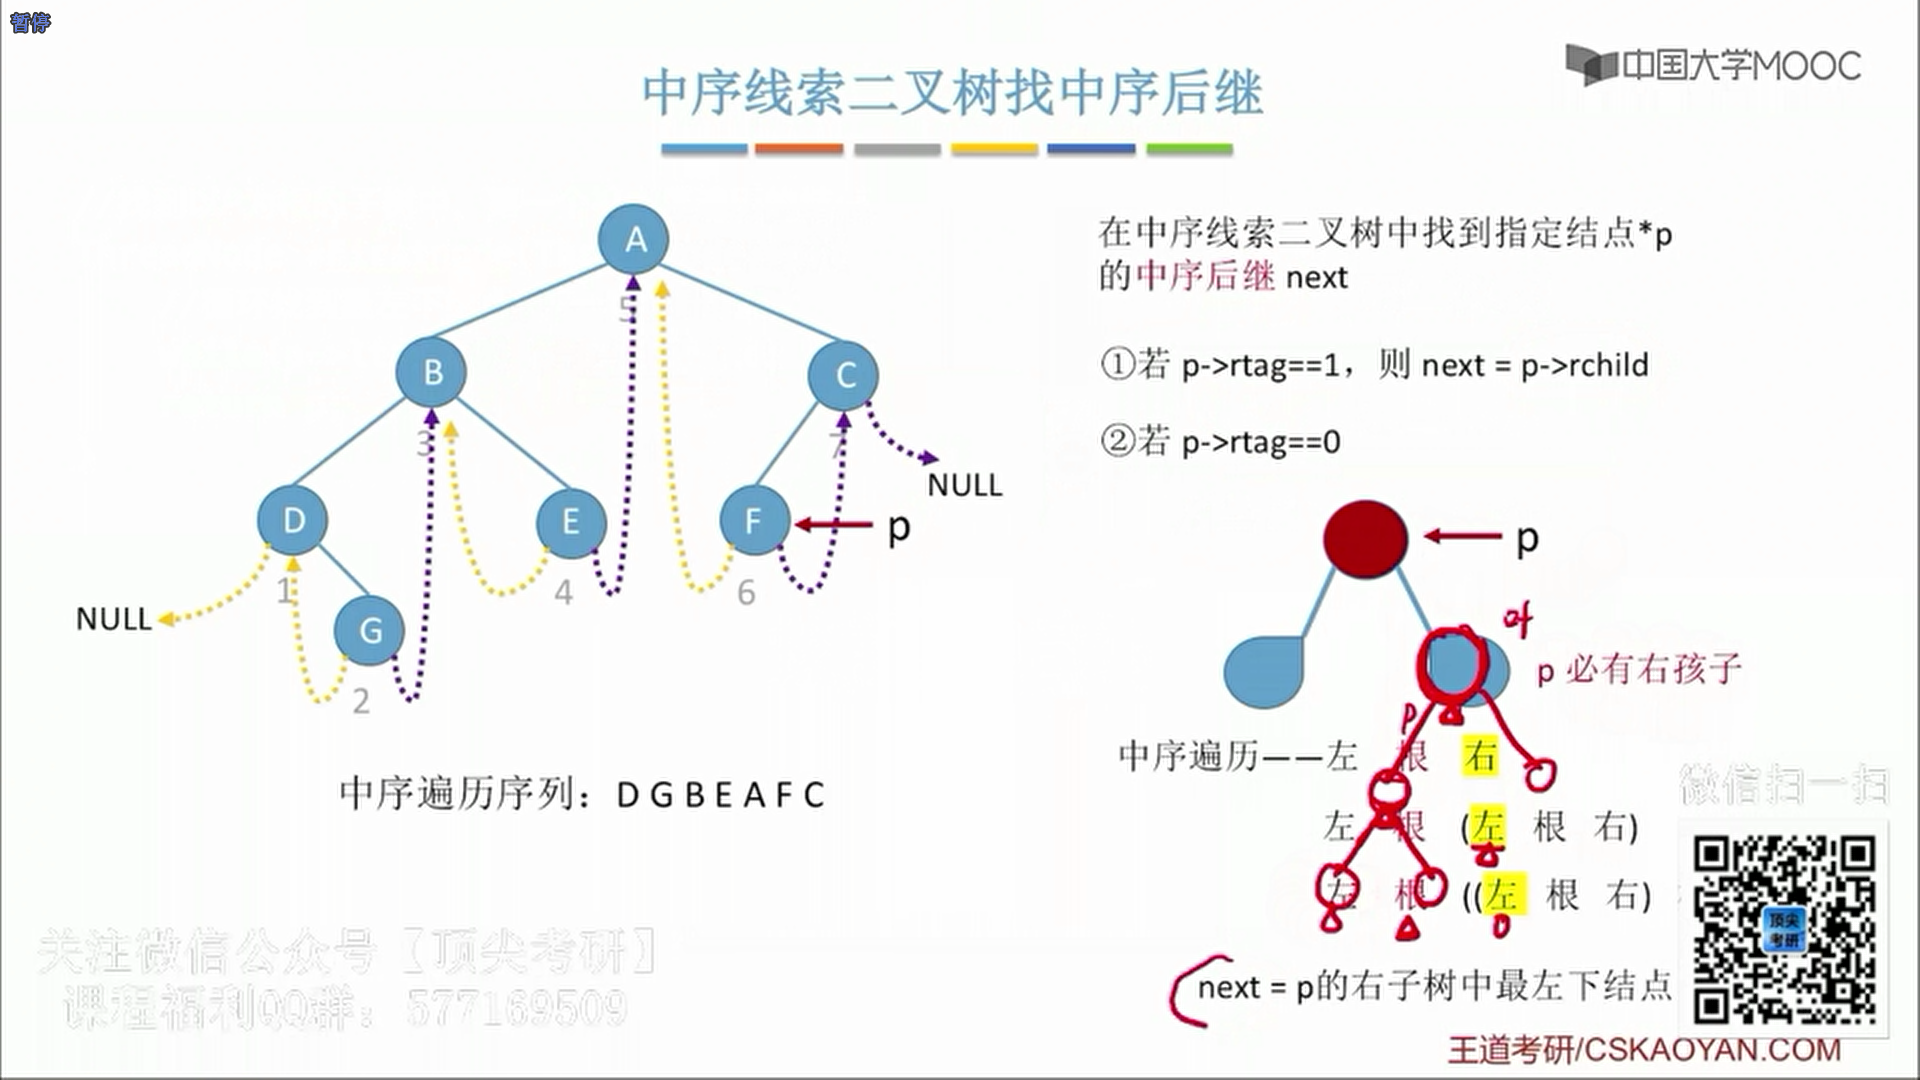 暂停
中国大学MOOC
中序线索二叉树找中序后继
A
5
B
C
3
7
NULL
D
E
F
p
1
4
6
NULL
G
2
中序遍历序列：D G B E A F C
在中序线索二叉树中找到指定结点*p
的中序后继 next
①若 p->rtag==1，则 next = p->rchild
②若 p->rtag==0
p
p 必有右孩子
p
中序遍历——左 根 右
左 根 (左 根 右)
左 根 ((左 根 右)
next = p的右子树中最左下结点
微信扫一扫
顶尖
考研
关注微信公众号【顶尖考研】
课程福利QQ群：577169509
王道考研/CSKAOYAN.COM